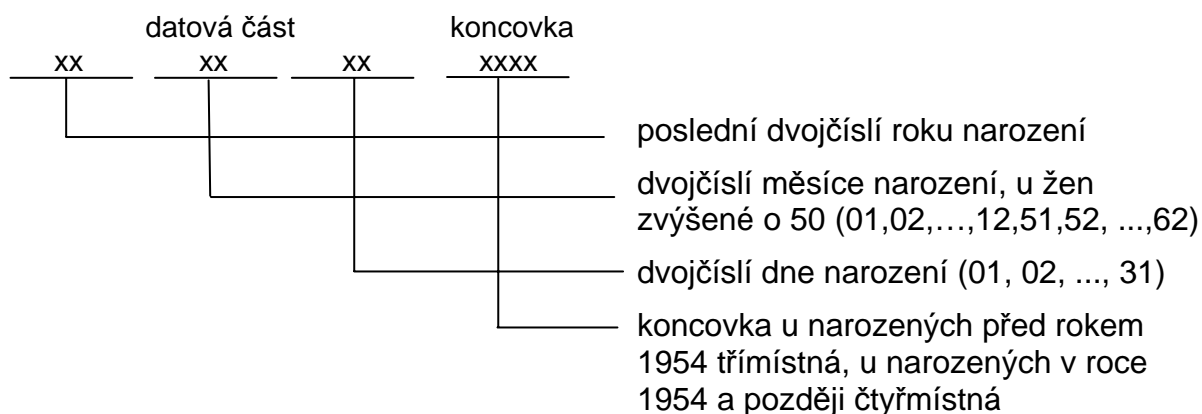 datová část koncovka
xx xx xx xxxx
poslední dvojčíslí roku narození
dvojčíslí měsíce narození, u žen
zvýšené o 50 (01,02,…,12,51,52, ...,62)
dvojčíslí dne narození (01, 02, ..., 31)
koncovka u narozených před rokem
1954 třímístná, u narozených v roce
1954 a později čtyřmístná